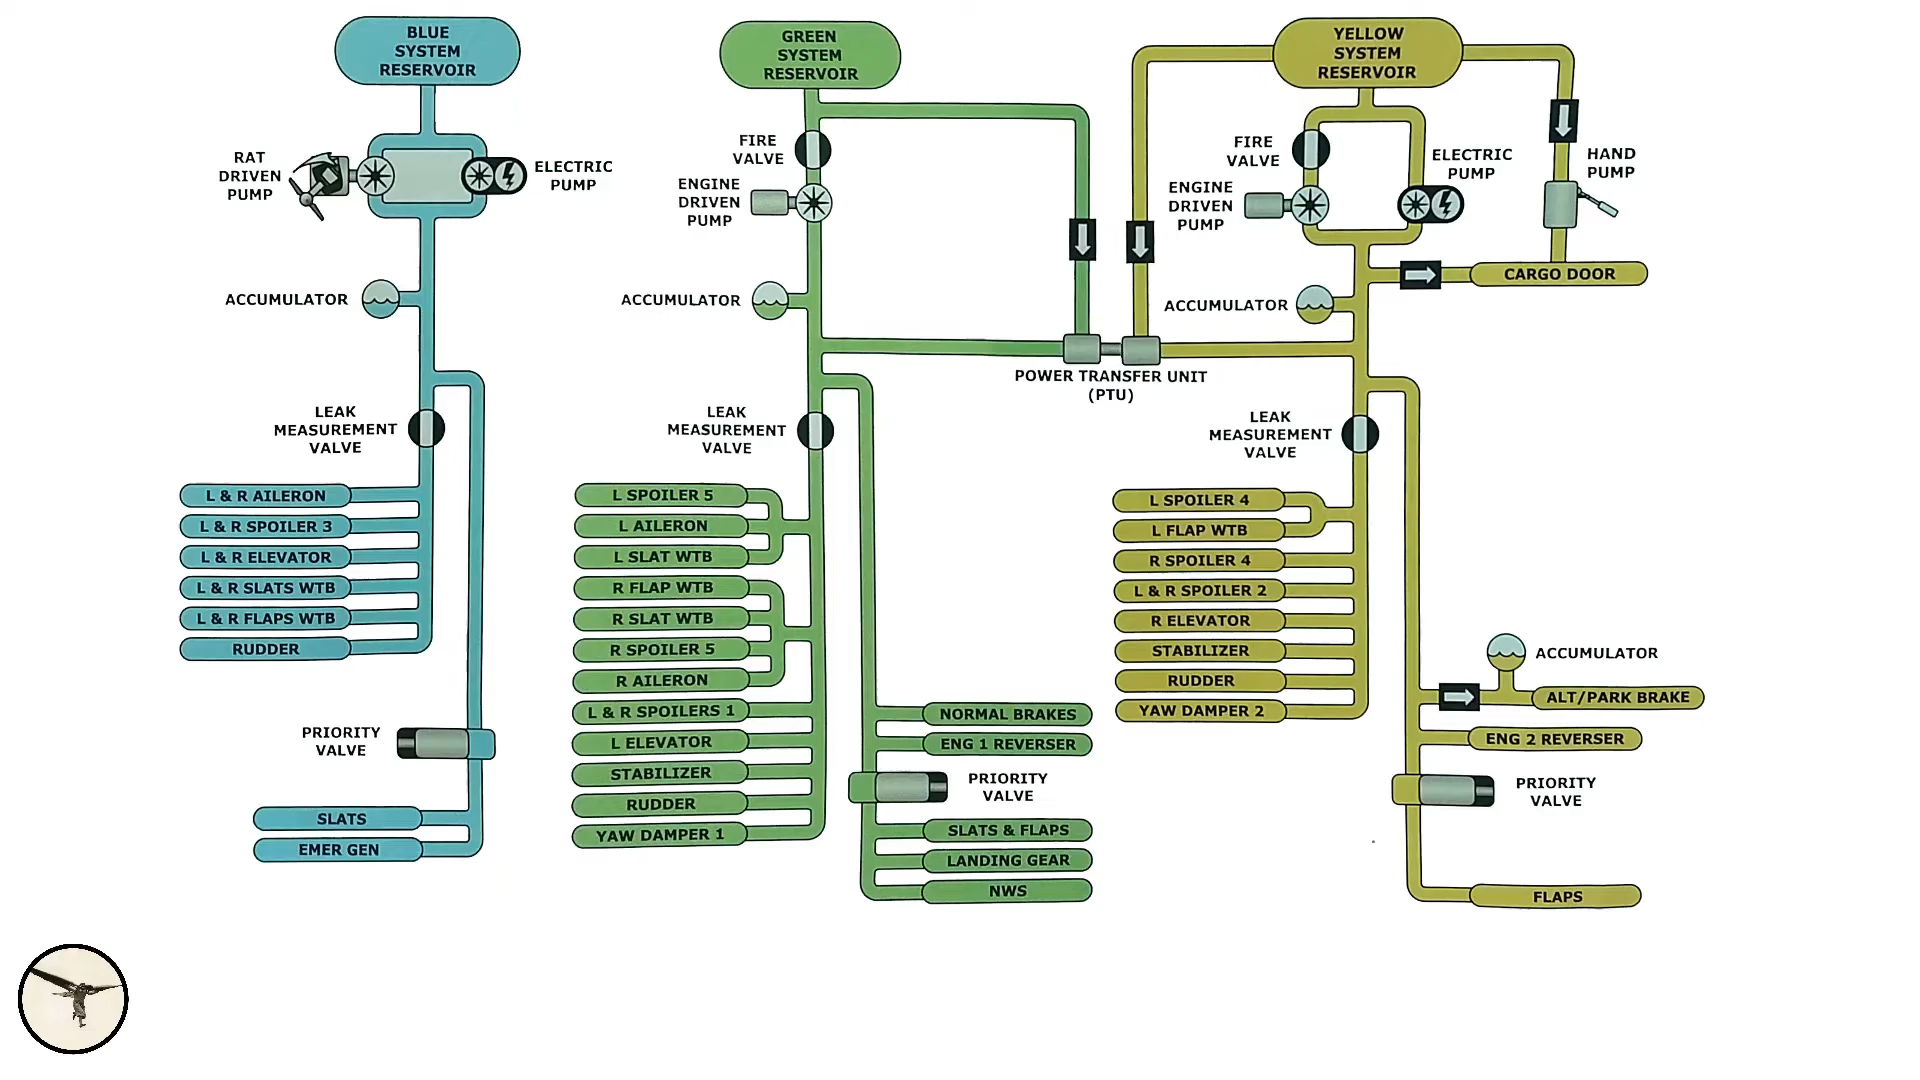 BLUE
SYSTEM
RESERVOIR
RAT
DRIVEN
PUMP
ELECTRIC
PUMP
ACCUMULATOR
LEAK
MEASUREMENT
VALVE
L & R AILERON
L & R SPOILER 3
L & R ELEVATOR
L & R SLATS WTB
L & R FLAPS WTB
RUDDER
PRIORITY
VALVE
SLATS
EMER GEN
GREEN
SYSTEM
RESERVOIR
FIRE
VALVE
ENGINE
DRIVEN
PUMP
ACCUMULATOR
POWER TRANSFER UNIT
(PTU)
LEAK
MEASUREMENT
VALVE
L SPOILER 5
L AILERON
L SLAT WTB
R FLAP WTB
R SLAT WTB
R SPOILER 5
R AILERON
L & R SPOILERS 1
L ELEVATOR
STABILIZER
RUDDER
YAW DAMPER 1
NORMAL BRAKES
ENG 1 REVERSER
PRIORITY
VALVE
SLATS & FLAPS
LANDING GEAR
NWS
YELLOW
SYSTEM
RESERVOIR
FIRE
VALVE
ENGINE
DRIVEN
PUMP
ELECTRIC
PUMP
HAND
PUMP
CARGO DOOR
ACCUMULATOR
LEAK
MEASUREMENT
VALVE
L SPOILER 4
L FLAP WTB
R SPOILER 4
L & R SPOILER 2
R ELEVATOR
STABILIZER
RUDDER
YAW DAMPER 2
ACCUMULATOR
ALT/PARK BRAKE
ENG 2 REVERSER
PRIORITY
VALVE
FLAPS